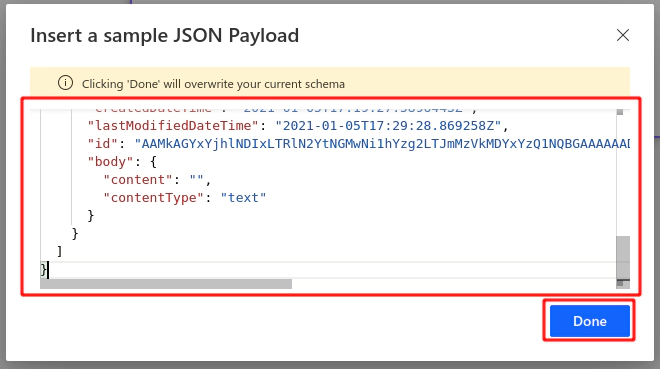 Insert a sample JSON Payload
Clicking 'Done' will overwrite your current schema
"lastModifiedDateTime": "2021-01-05T17:29:28.869258Z",
"id": "AAMkAGYxYjhlNDIxLTRlN2YtNGMwNi1hYzg2LTJmMzVkMDYxYzQ1NQBGAAAAAAD
"body": {
"content": "",
"contentType": "text"
}
}
]
}
Done